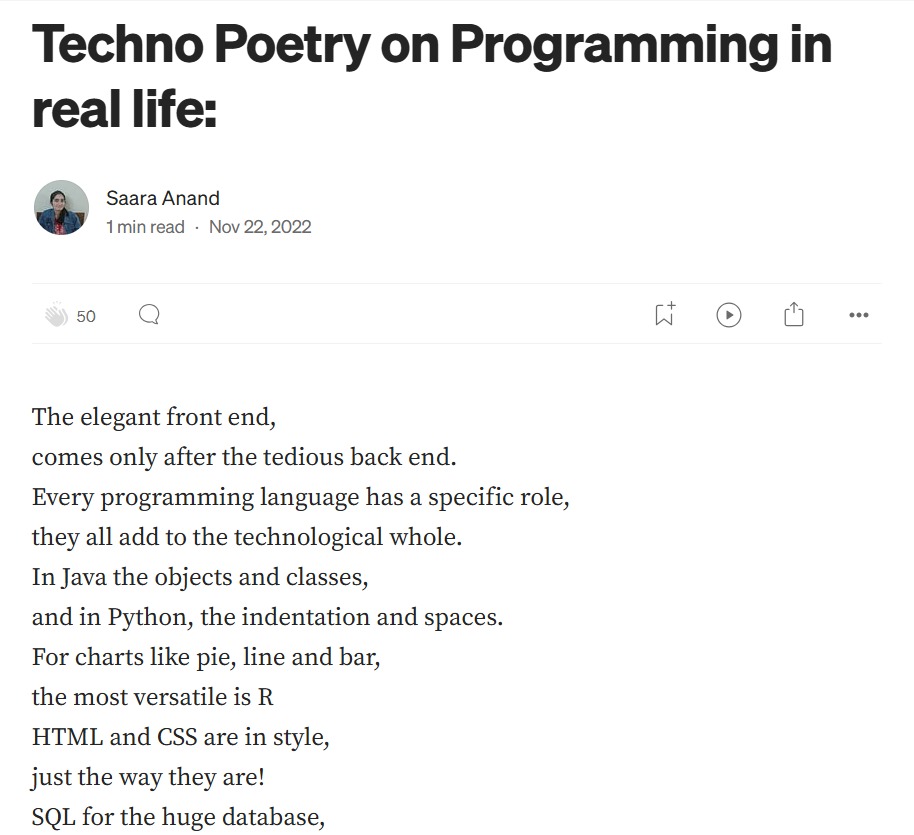 Techno Poetry on Programming in
real life:
Saara Anand
1 min read · Nov 22, 2022
50
The elegant front end,
comes only after the tedious back end.
Every programming language has a specific role,
they all add to the technological whole.
In Java the objects and classes,
and in Python, the indentation and spaces.
For charts like pie, line and bar,
the most versatile is R
HTML and CSS are in style,
just the way they are!
SQL for the huge database,